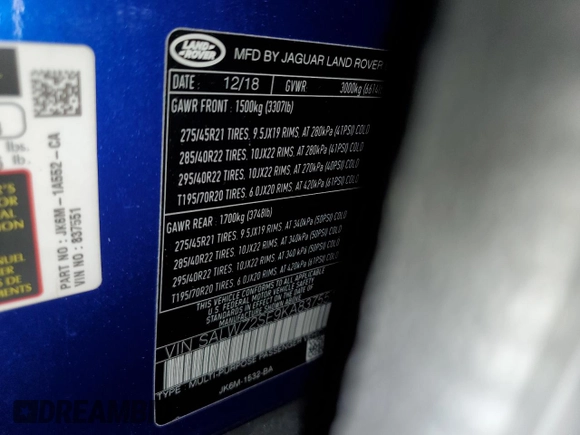 LAND
ROVER
MFD BY JAGUAR LAND ROVER
DATE: 12/18 GVWR 3000kg
GAWR FRONT : 1500kg (3307lb)
275/45R21 TIRES, 9.5JX19 RIMS, AT 280kPa (41PSI) COLD
285/40R22 TIRES, 10JX22 RIMS, AT 280kPa (41PSI) COLD
295/40R22 TIRES, 10JX22 RIMS, AT 270kPa (40PSI) COLD
T195/70R20 TIRES, 6.0JX20 RIMS, AT 420kPa (61PSI) COLD
GAWR REAR : 1700kg (3748lb)
275/45R21 TIRES, 9.5JX19 RIMS, AT 340kPa (50PSI) COLD
285/40R22 TIRES, 10JX22 RIMS, AT 340kPa (50PSI) COLD
295/40R22 TIRES, 10JX22 RIMS, AT 340 kPa (50PSI) COLD
T195/70R20 TIRES, 6 0JX20 RIMS, AT 420kPa (61PSI) COLD
THIS VEHICLE CONFORMS TO ALL APPLICABLE
U.S. FEDERAL MOTOR VEHICLE
TYPE : MULTI-PURPOSE PASSENGER
JK6M-1532-BA
lbs.
PART NO : JK6M-1A552-CA
VIN NO : 837551